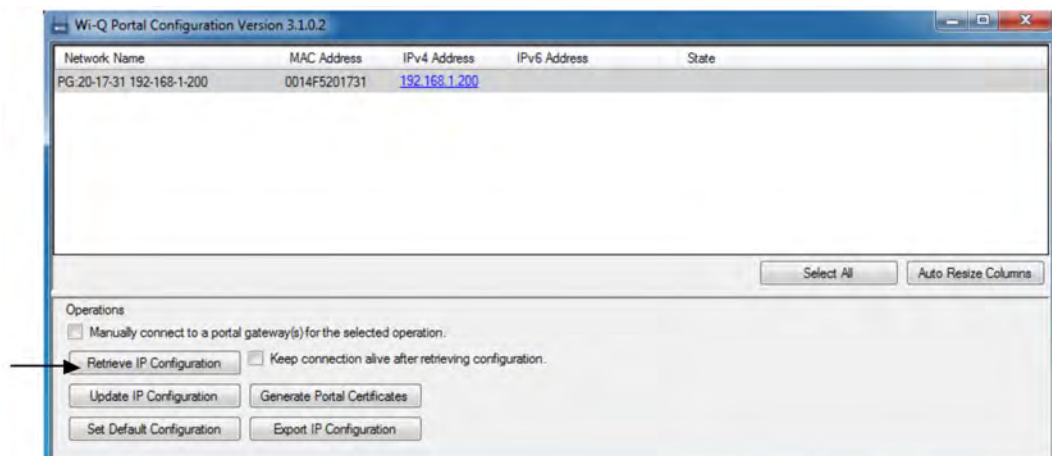 Wi-Q Portal Configuration Version 3.1.0.2
Network Name MAC Address IPv4 Address IPv6 Address State
PG:20-17-31 192-168-1-200 0014F5201731 192.168.1.200
Select All Auto Resize Columns
Operations
Manually connect to a portal gateway(s) for the selected operation.
Retrieve IP Configuration Keep connection alive after retrieving configuration.
Update IP Configuration Generate Portal Certificates
Set Default Configuration Export IP Configuration